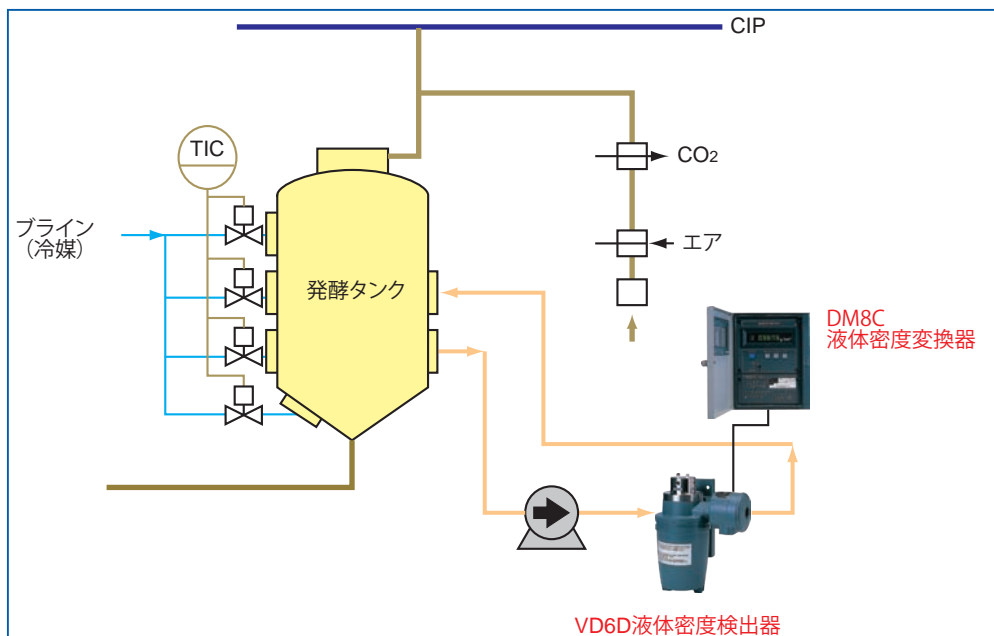 CIP
TIC
CO2
ブライン
(冷媒)
エア
発酵タンク
DM8C
液体密度変換器
VD6D液体密度検出器